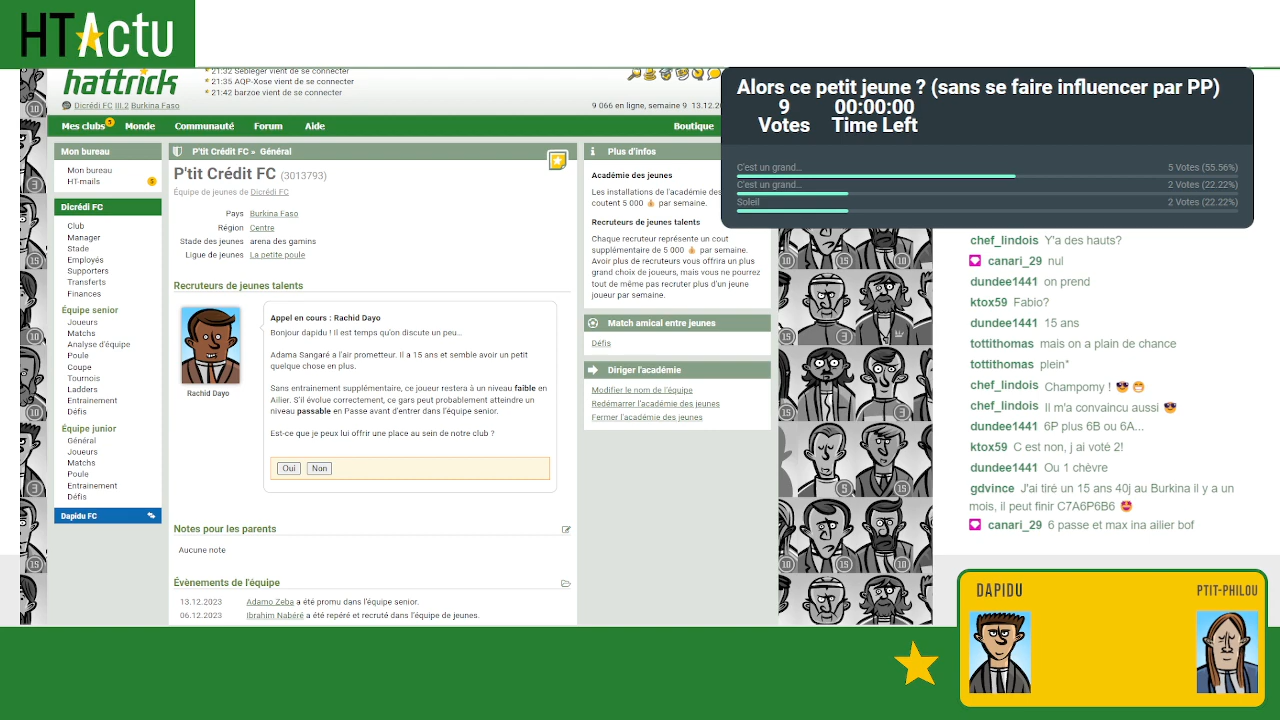 HTActu
hattrick
21:32 Sebleger vient de se connecter
21:35 AQP-Xose vient de se connecter
21:42 barzoe vient de se connecter
Dicrédi FC III.2 Burkina Faso
9 066 en ligne, semaine 9 13.12.20
Mes clubs 5 Monde Communauté Forum Aide Boutique
Mon bureau
Mon bureau
HT-mails 5
Dicrédi FC
Club
Manager
Stade
Employés
Supporters
Transferts
Finances
Équipe senior
Joueurs
Matchs
Analyse d'équipe
Poule
Coupe
Tournois
Ladders
Entrainement
Défis
Équipe junior
Général
Joueurs
Matchs
Poule
Entrainement
Défis
Dapidu FC
P'tit Crédit FC » Général
P'tit Crédit FC (3013793)
Équipe de jeunes de Dicrédi FC
Pays Burkina Faso
Région Centre
Stade des jeunes arena des gamins
Ligue de jeunes La petite poule
Recruteurs de jeunes talents
Rachid Dayo
Appel en cours : Rachid Dayo
Bonjour dapidu ! Il est temps qu'on discute un peu…
Adama Sangaré a l'air prometteur. Il a 15 ans et semble avoir un petit
quelque chose en plus.
Sans entrainement supplémentaire, ce joueur restera à un niveau faible en
Ailier. S'il évolue correctement, ce gars peut probablement atteindre un
niveau passable en Passe avant d'entrer dans l'équipe senior.
Est-ce que je peux lui offrir une place au sein de notre club ?
Oui Non
Notes pour les parents
Aucune note
Évènements de l'équipe
13.12.2023 Adamo Zeba a été promu dans l'équipe senior.
06.12.2023 Ibrahim Nabéré a été repéré et recruté dans l'équipe de jeunes.
Plus d'infos
Académie des jeunes
Les installations de l'académie des
coutent 5 000 par semaine.
Recruteurs de jeunes talents
Chaque recruteur représente un cout
supplémentaire de 5 000 par semaine.
Avoir plus de recruteurs vous offrira un plus
grand choix de joueurs, mais vous ne pourrez
tout de même pas recruter plus d'un jeune
joueur par semaine.
Match amical entre jeunes
Défis
Diriger l'académie
Modifier le nom de l'équipe
Redémarrer l'académie des jeunes
Fermer l'académie des jeunes
Alors ce petit jeune ? (sans se faire influencer par PP)
9 00:00:00
Votes Time Left
C'est un grand… 5 Votes (55.56%)
C'est un grand… 2 Votes (22.22%)
Soleil 2 Votes (22.22%)
chef_lindois Y'a des hauts?
canari_29 nul
dundee1441 on prend
ktox59 Fabio?
dundee1441 15 ans
tottithomas mais on a plain de chance
tottithomas plein*
chef_lindois Champomy ! 😎 😁
chef_lindois Il m'a convaincu aussi 😎
dundee1441 6P plus 6B ou 6A...
ktox59 C est non, j ai voté 2!
dundee1441 Ou 1 chèvre
gdvince J'ai tiré un 15 ans 40j au Burkina il y a un
mois, il peut finir C7A6P6B6 🤩
canari_29 6 passe et max ina ailier bof
DAPIDU PTIT-PHILOU